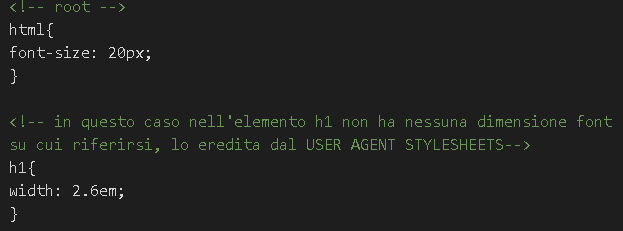 <!-- root -->
html{
font-size: 20px;
}
<!-- in questo caso nell'elemento h1 non ha nessuna dimensione font
su cui riferirsi, lo eredita dal USER AGENT STYLESHEETS-->
h1{
width: 2.6em;
}